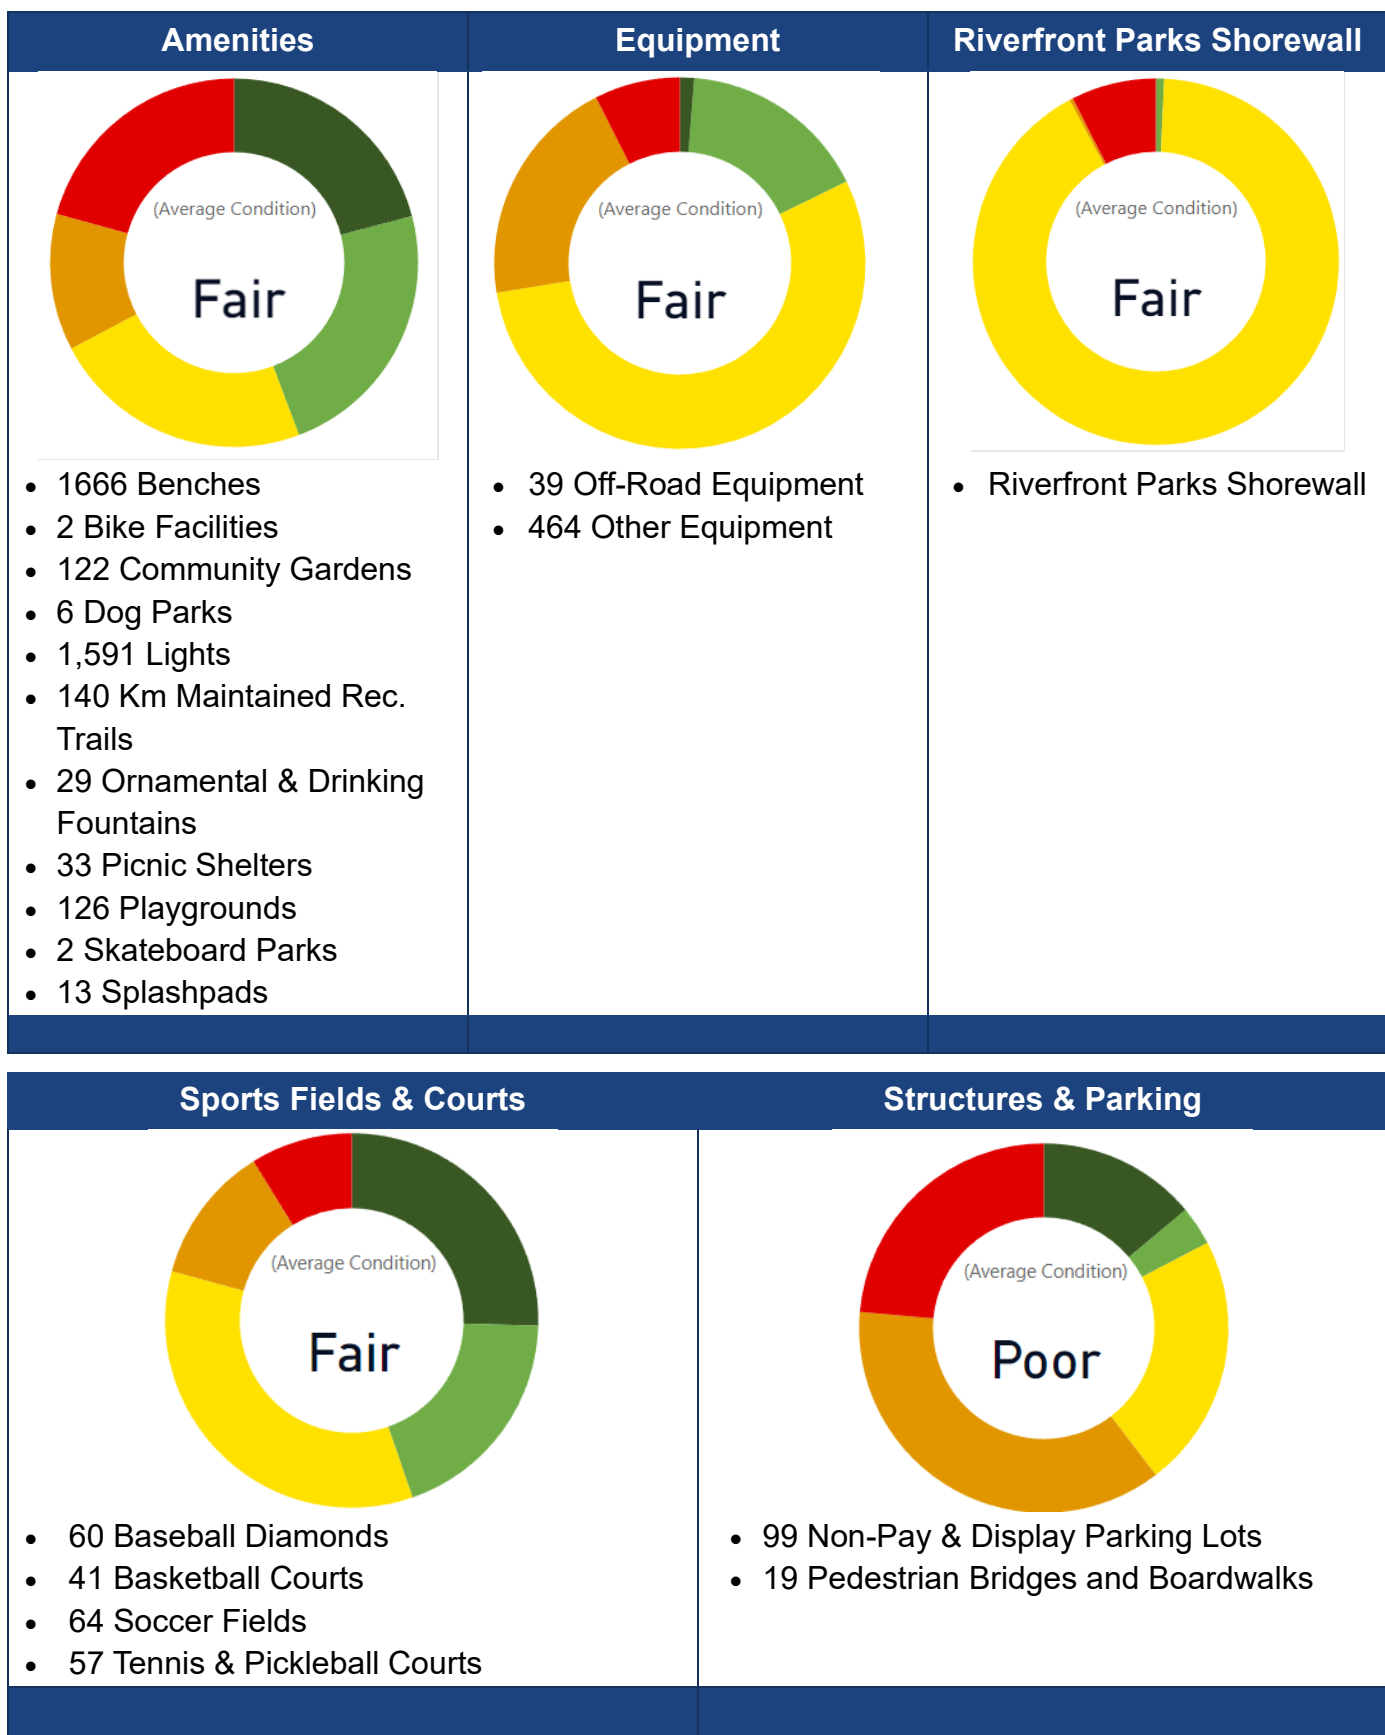 Amenities
Equipment
Riverfront Parks Shorewall
(Average Condition)
Fair
(Average Condition)
Fair
(Average Condition)
Fair
• 1666 Benches
• 2 Bike Facilities
• 122 Community Gardens
• 6 Dog Parks
• 1,591 Lights
• 140 Km Maintained Rec.
Trails
• 29 Ornamental & Drinking
Fountains
• 33 Picnic Shelters
• 126 Playgrounds
• 2 Skateboard Parks
• 13 Splashpads
• 39 Off-Road Equipment
• 464 Other Equipment
• Riverfront Parks Shorewall
Sports Fields & Courts
Structures & Parking
(Average Condition)
Fair
(Average Condition)
Poor
• 60 Baseball Diamonds
• 41 Basketball Courts
• 64 Soccer Fields
• 57 Tennis & Pickleball Courts
• 99 Non-Pay & Display Parking Lots
• 19 Pedestrian Bridges and Boardwalks